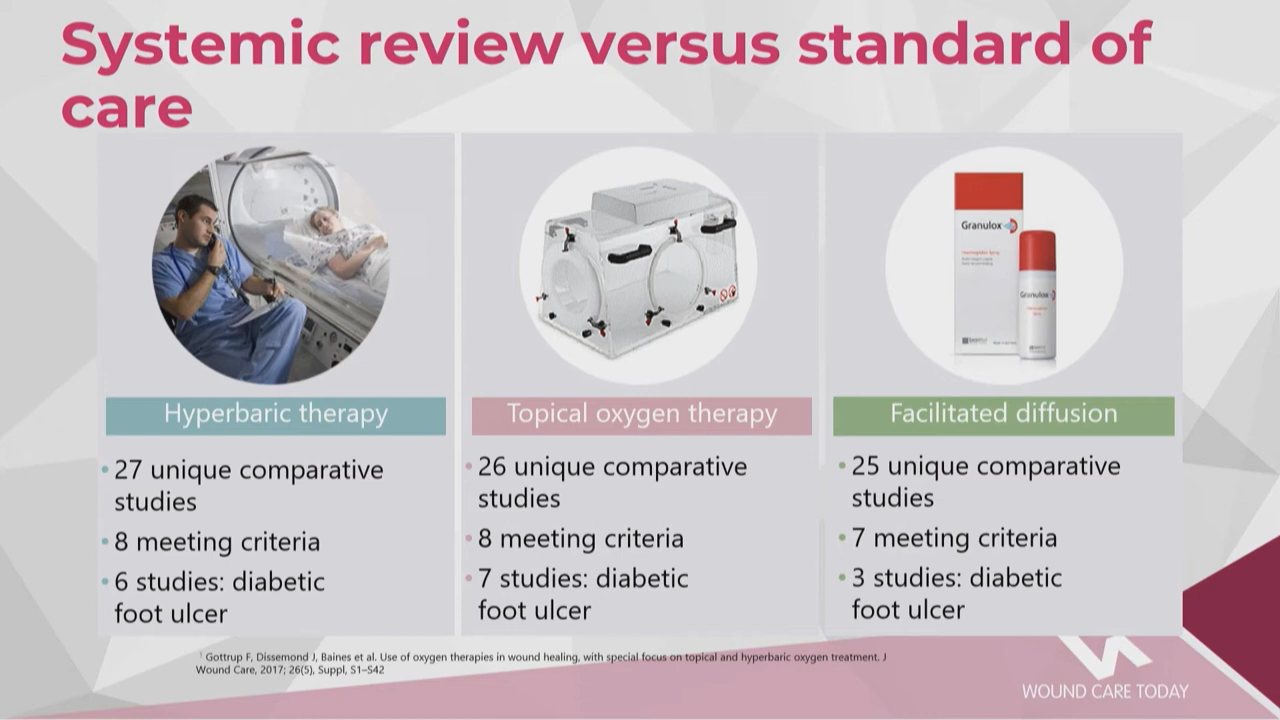 Systemic review versus standard of
care
Granulox
Granulox
Hyperbaric therapy
Topical oxygen therapy
Facilitated diffusion
• 27 unique comparative
studies
• 8 meeting criteria
• 6 studies: diabetic
foot ulcer
• 26 unique comparative
studies
• 8 meeting criteria
• 7 studies: diabetic
foot ulcer
• 25 unique comparative
studies
• 7 meeting criteria
• 3 studies: diabetic
foot ulcer
¹ Gottrup F, Dissemond J, Baines et al. Use of oxygen therapies in wound healing, with special focus on topical and hyperbaric oxygen treatment. J
Wound Care, 2017; 26(5), Suppl, S1–S42
WOUND CARE TODAY